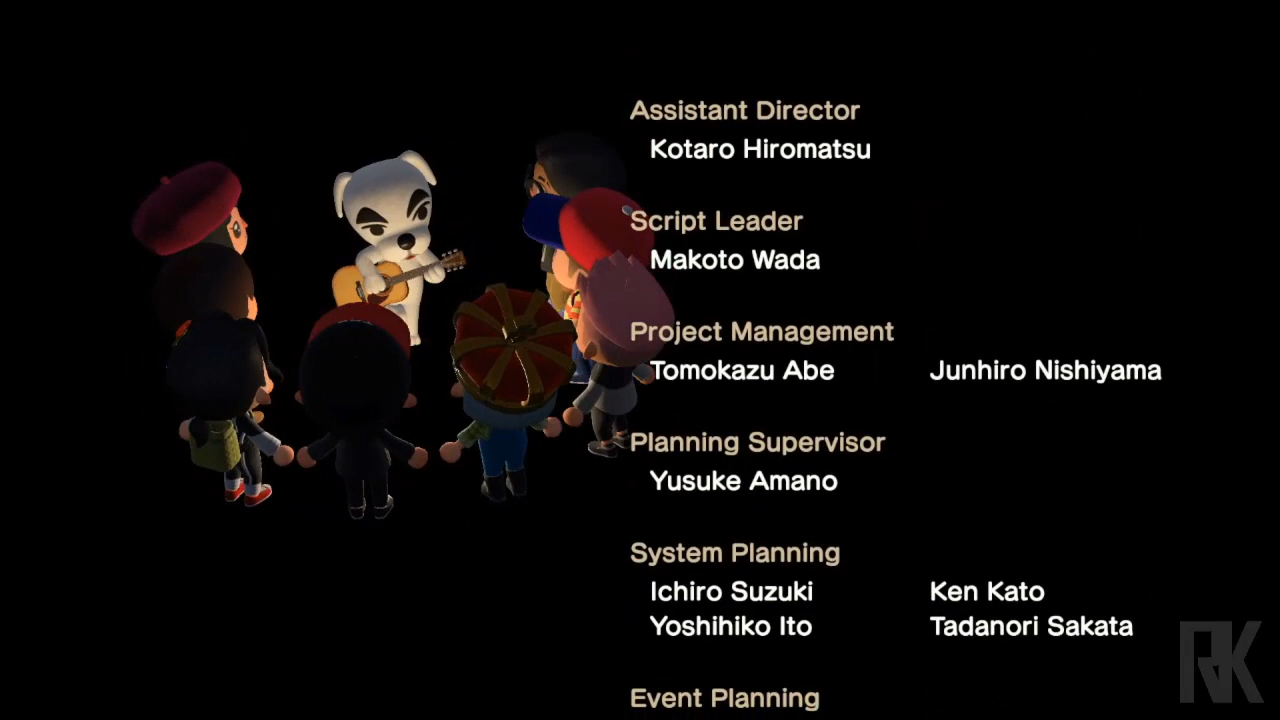 Assistant Director
Kotaro Hiromatsu
Script Leader
Makoto Wada
Project Management
Tomokazu Abe Junhiro Nishiyama
Planning Supervisor
Yusuke Amano
System Planning
Ichiro Suzuki Ken Kato
Yoshihiko Ito Tadanori Sakata
Event Planning
RK